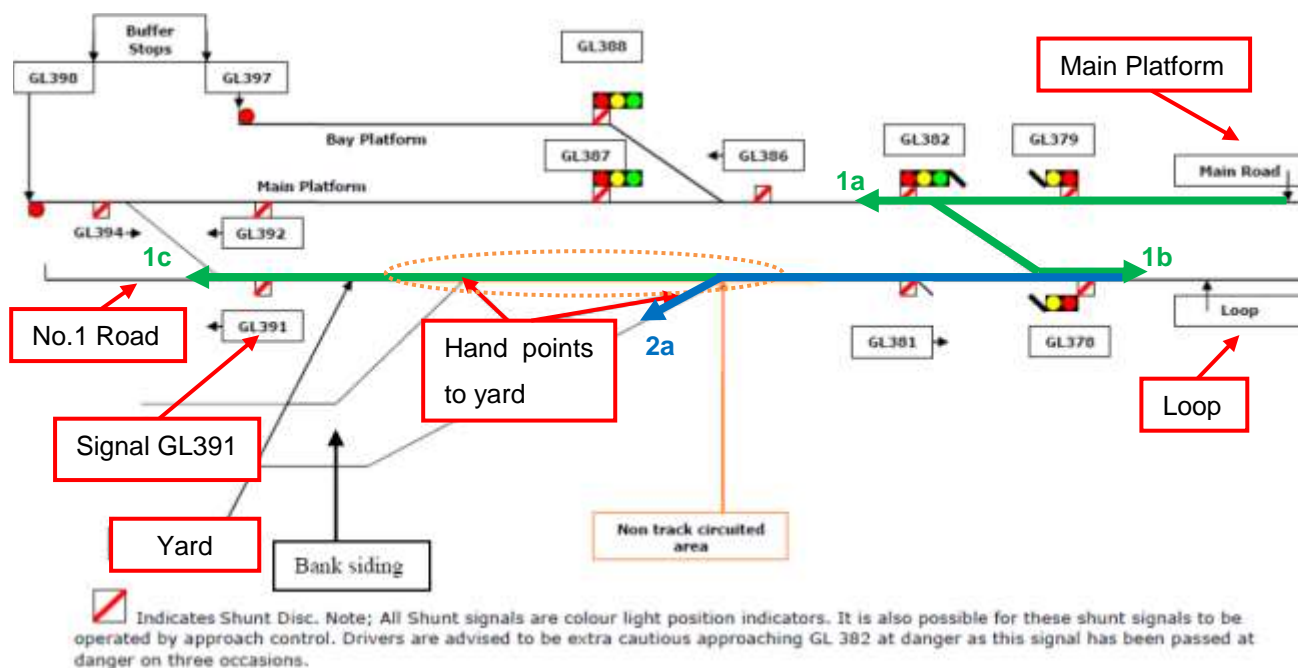 Buffer
Stops
GL398
GL397
GL388
Main Platform
Bay Platform
GL387
GL386
GL382
GL379
Main Road
Main Platform
1a
GL394
GL392
1c
1b
No.1 Road
GL391
Hand points
to yard
2a
GL381
GL378
Loop
Signal GL391
Loop
Yard
Bank siding
Non track circuited
area
Indicates Shunt Disc. Note; All Shunt signals are colour light position indicators. It is also possible for these shunt signals to be
operated by approach control. Drivers are advised to be extra cautious approaching GL 382 at danger as this signal has been passed at
danger on three occasions.